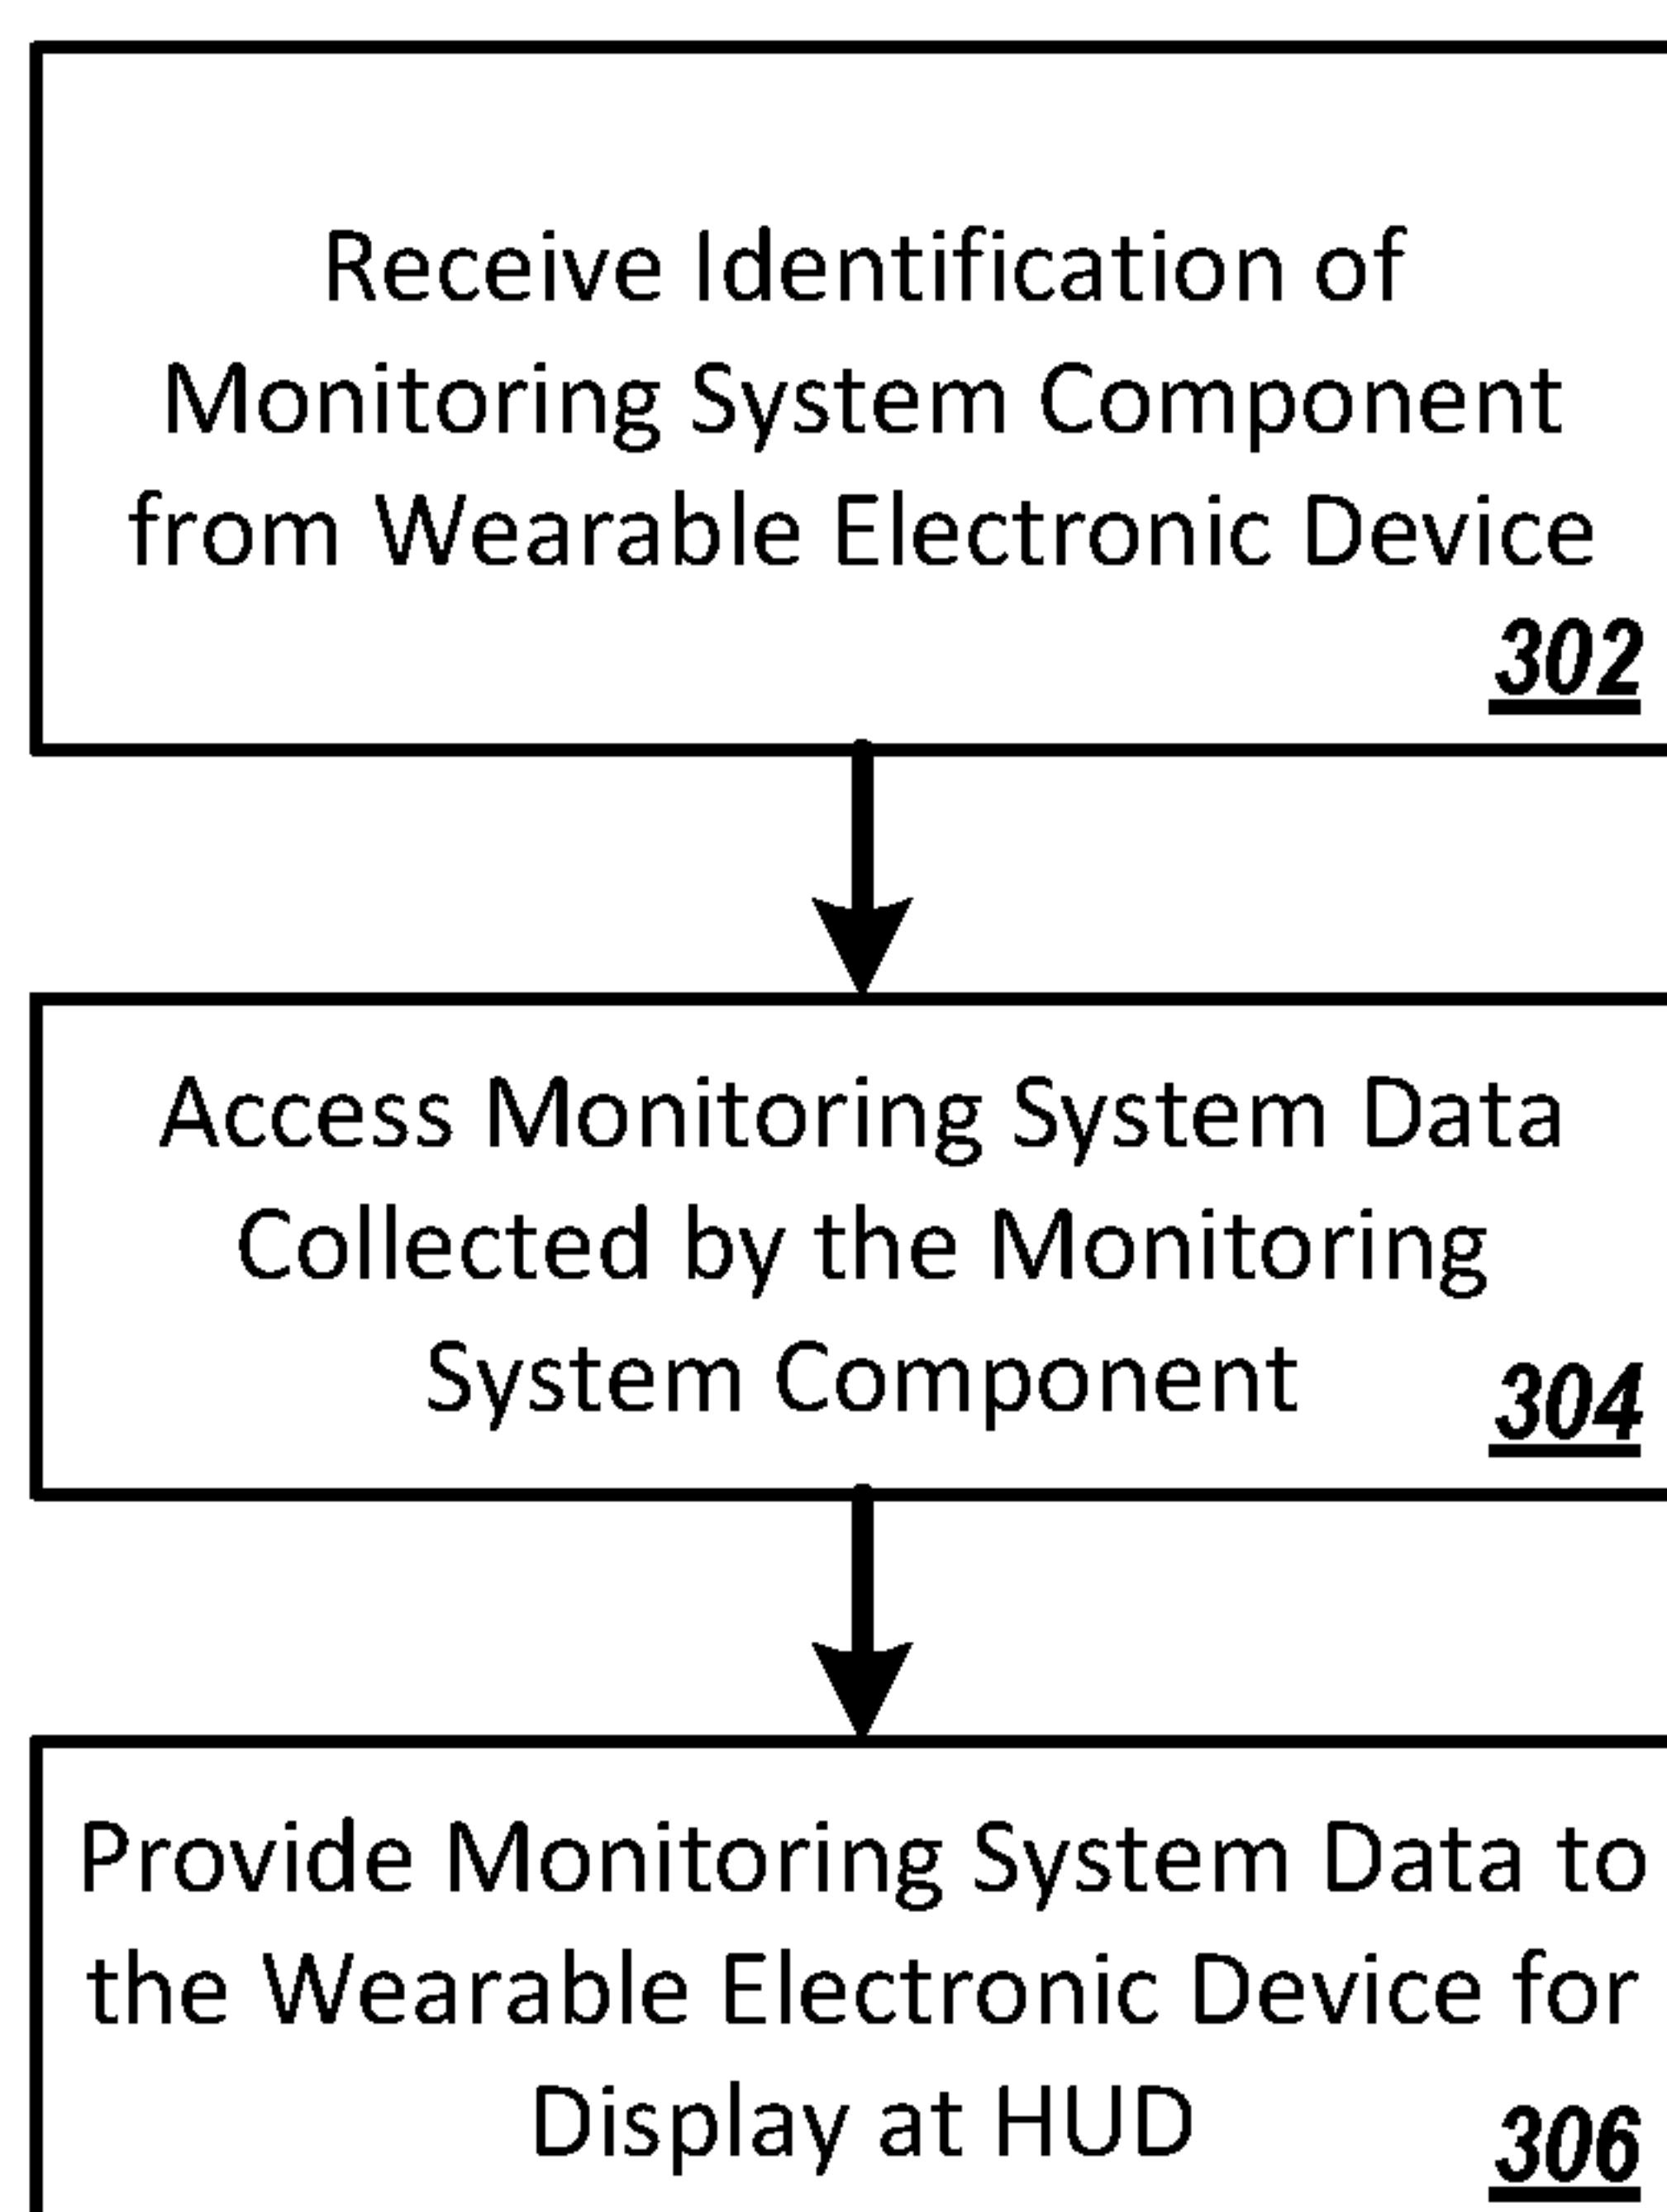 Receive Identification of
Monitoring System Component
from Wearable Electronic Device
302
Access Monitoring System Data
Collected by the Monitoring
System Component
304
Provide Monitoring System Data to
the Wearable Electronic Device for
Display at HUD
306